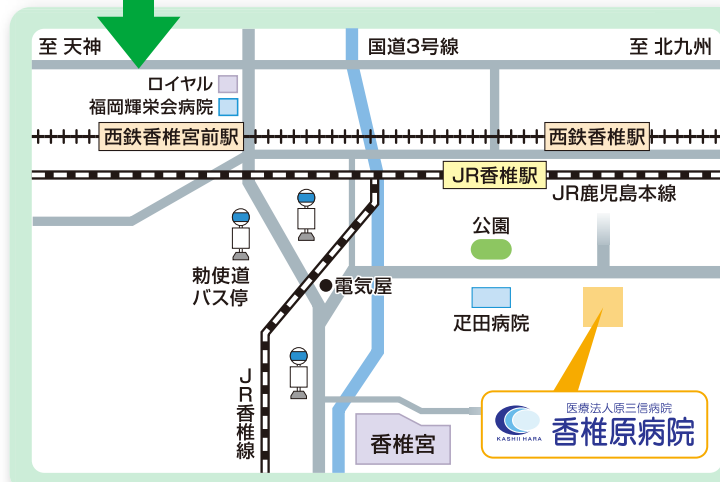 至 天神
国道3号線
至 北九州
ロイヤル
福岡輝栄会病院
西鉄香椎宮前駅
西鉄香椎駅
JR香椎駅
JR鹿児島本線
公園
勅使道
バス停
電気屋
疋田病院
JR香椎線
香椎宮
医療法人原三信病院
香椎原病院
KASHII HARA